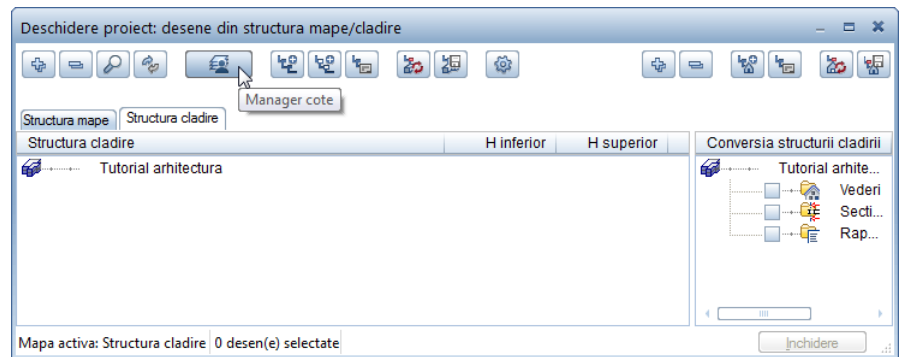 Deschidere proiect: desene din structura mape/cladire
Manager cote
Structura mape Structura cladire
Structura cladire H inferior H superior Conversia structurii cladirii
Tutorial arhitectura Tutorial arhite...
Vederi
Secti...
Rap...
Mapa activa: Structura cladire 0 desen(e) selectate Inchidere